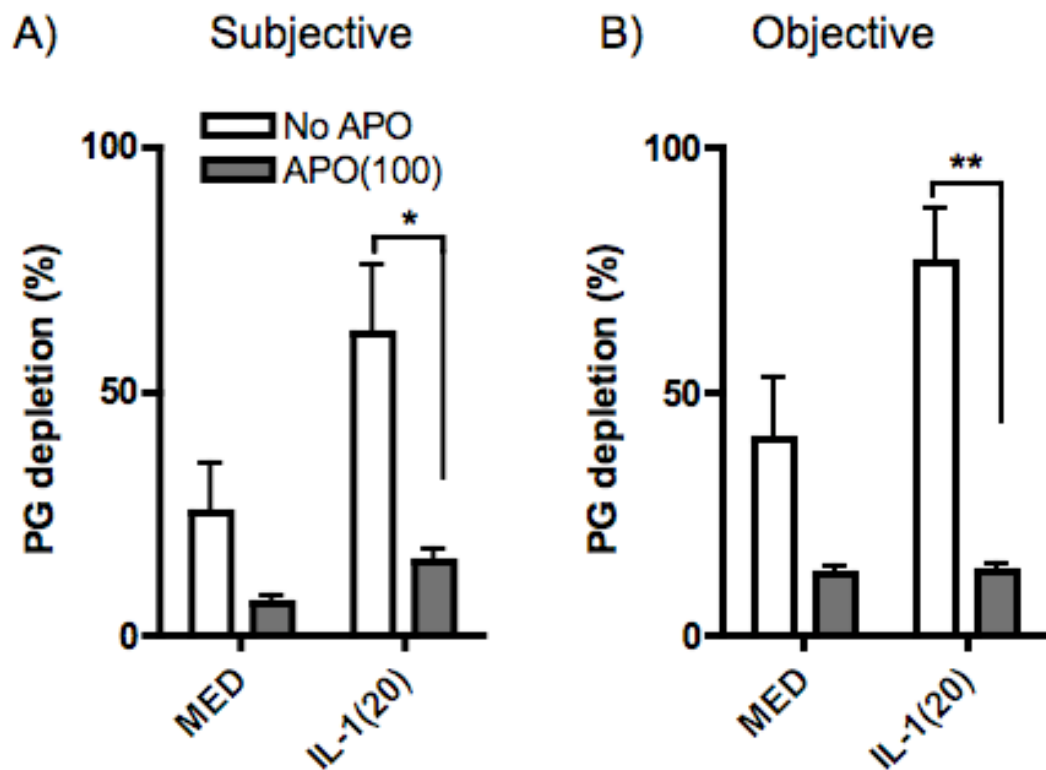 A) Subjective
No APO
APO(100)
PG depletion (%)
100
50
0
*
MED
IL-1(20)
B) Objective
PG depletion (%)
100
50
0
**
MED
IL-1(20)